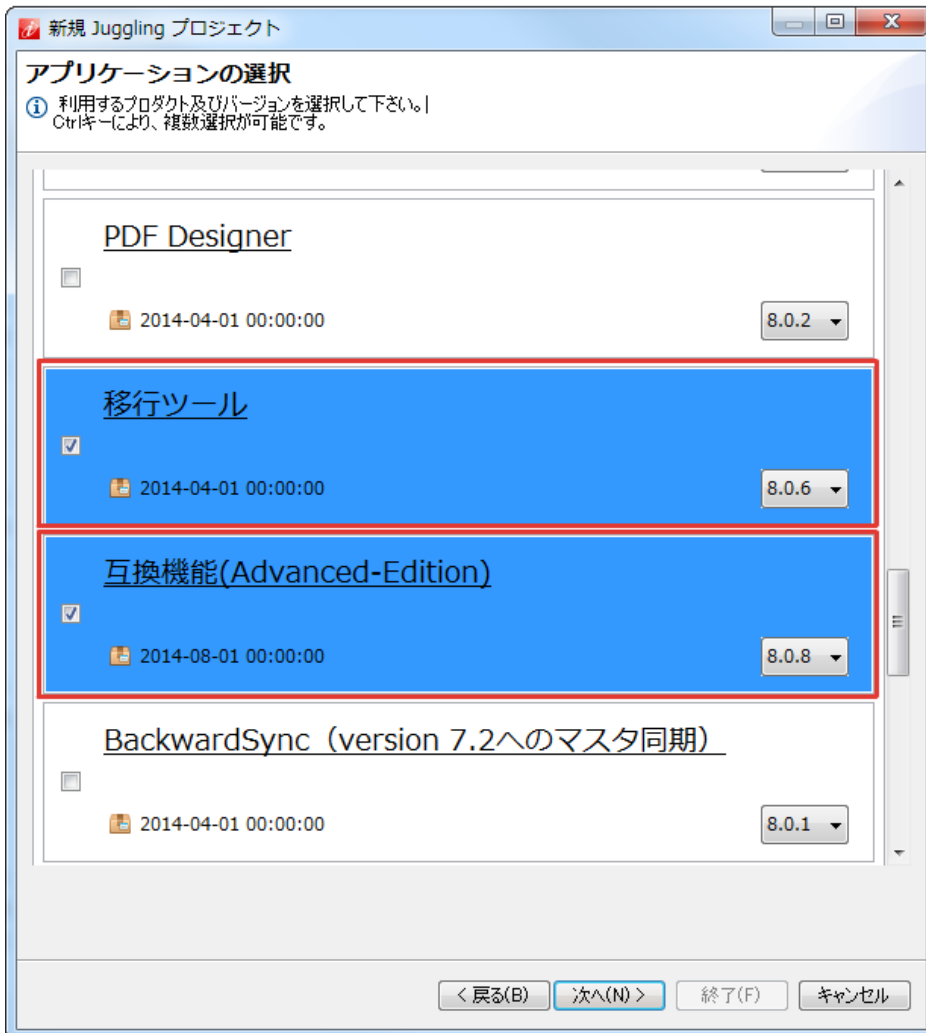 新規 Juggling プロジェクト
アプリケーションの選択
利用するプロダクト及びバージョンを選択して下さい。|
Ctrlキーにより、複数選択が可能です。
PDF Designer
2014-04-01 00:00:00
8.0.2
移行ツール
2014-04-01 00:00:00
8.0.6
互換機能(Advanced-Edition)
2014-08-01 00:00:00
8.0.8
BackwardSync（version 7.2へのマスタ同期）
2014-04-01 00:00:00
8.0.1
< 戻る(B) 次へ(N) > 終了(F) キャンセル